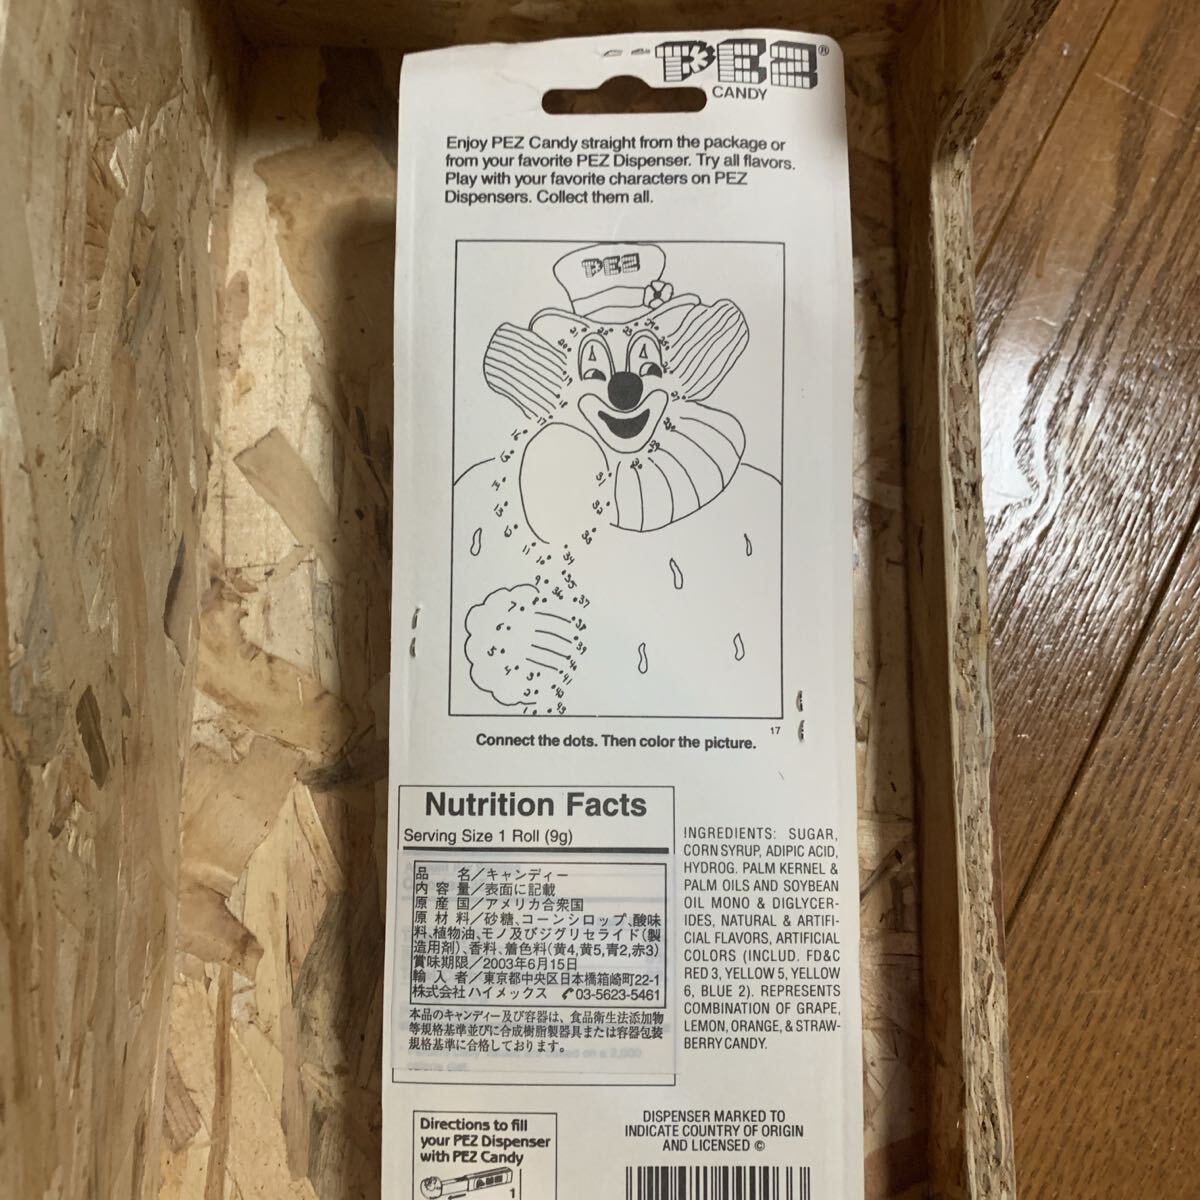 PEZ®
CANDY
Enjoy PEZ Candy straight from the package or
from your favorite PEZ Dispenser. Try all flavors.
Play with your favorite characters on PEZ
Dispensers. Collect them all.
PEZ
17
Connect the dots. Then color the picture.
Nutrition Facts
Serving Size 1 Roll (9g)
品 名／キャンディー
内 容 量／表面に記載
原 産 国／アメリカ合衆国
原 材 料／砂糖、コーンシロップ、酸味
料、植物油、モノ及びジグリセライド(製
造用剤)、香料、着色料(黄4,黄5,青2,赤3)
賞味期限／2003年6月15日
輸 入 者／東京都中央区日本橋箱崎町22-1
株式会社 ハイメックス 03-5623-5461
本品のキャンディー及び容器は、食品衛生法添加物
等規格基準並びに合成樹脂製器具または容器包装
規格基準に合格しております。
INGREDIENTS: SUGAR,
CORN SYRUP, ADIPIC ACID,
HYDROG. PALM KERNEL &
PALM OILS AND SOYBEAN
OIL MONO & DIGLYCER-
IDES, NATURAL & ARTIFI-
CIAL FLAVORS, ARTIFICIAL
COLORS (INCLUD. FD&C
RED 3, YELLOW 5, YELLOW
6, BLUE 2). REPRESENTS
COMBINATION OF GRAPE,
LEMON, ORANGE, & STRAW-
BERRY CANDY.
Directions to fill
your PEZ Dispenser
with PEZ Candy
1
DISPENSER MARKED TO
INDICATE COUNTRY OF ORIGIN
AND LICENSED ©